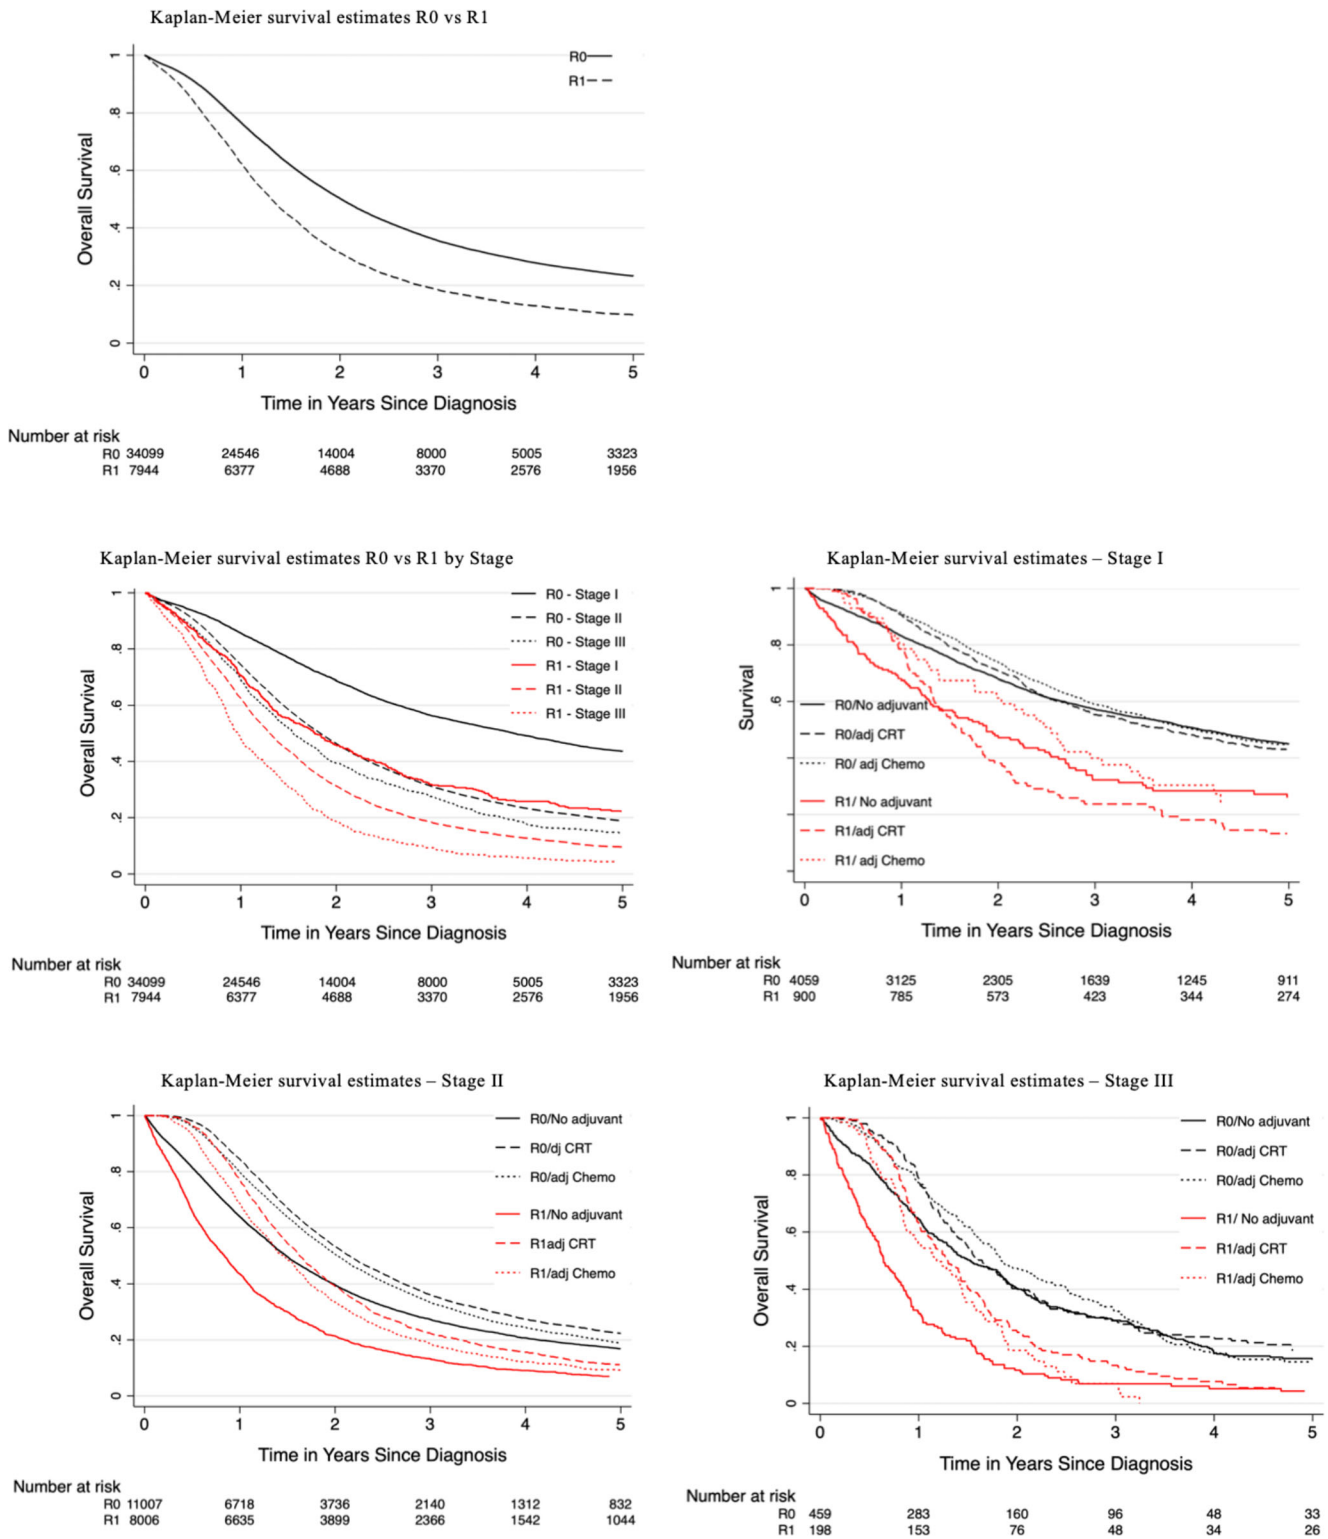 Kaplan-Meier survival estimates R0 vs R1
Overall Survival
1
.8
.6
.4
.2
0
R0
R1
0 1 2 3 4 5
Time in Years Since Diagnosis
Number at risk
R0 34099 24546 14004 8000 5005 3323
R1 7944 6377 4688 3370 2576 1956
Kaplan-Meier survival estimates R0 vs R1 by Stage
Overall Survival
1
.8
.6
.4
.2
0
R0 - Stage I
R0 - Stage II
R0 - Stage III
R1 - Stage I
R1 - Stage II
R1 - Stage III
0 1 2 3 4 5
Time in Years Since Diagnosis
Number at risk
R0 34099 24546 14004 8000 5005 3323
R1 7944 6377 4688 3370 2576 1956
Kaplan-Meier survival estimates – Stage I
Survival
1
.8
.6
R0/No adjuvant
R0/adj CRT
R0/ adj Chemo
R1/ No adjuvant
R1/adj CRT
R1/ adj Chemo
0 1 2 3 4 5
Time in Years Since Diagnosis
Number at risk
R0 4059 3125 2305 1639 1245 911
R1 900 785 573 423 344 274
Kaplan-Meier survival estimates – Stage II
Overall Survival
1
.8
.6
.4
.2
0
R0/No adjuvant
R0/dj CRT
R0/adj Chemo
R1/No adjuvant
R1adj CRT
R1/adj Chemo
0 1 2 3 4 5
Time in Years Since Diagnosis
Number at risk
R0 11007 6718 3736 2140 1312 832
R1 8006 6635 3899 2366 1542 1044
Kaplan-Meier survival estimates – Stage III
Overall Survival
1
.8
.6
.4
.2
0
R0/No adjuvant
R0/adj CRT
R0/adj Chemo
R1/ No adjuvant
R1/adj CRT
R1/adj Chemo
0 1 2 3 4 5
Time in Years Since Diagnosis
Number at risk
R0 459 283 160 96 48 33
R1 198 153 76 48 34 26